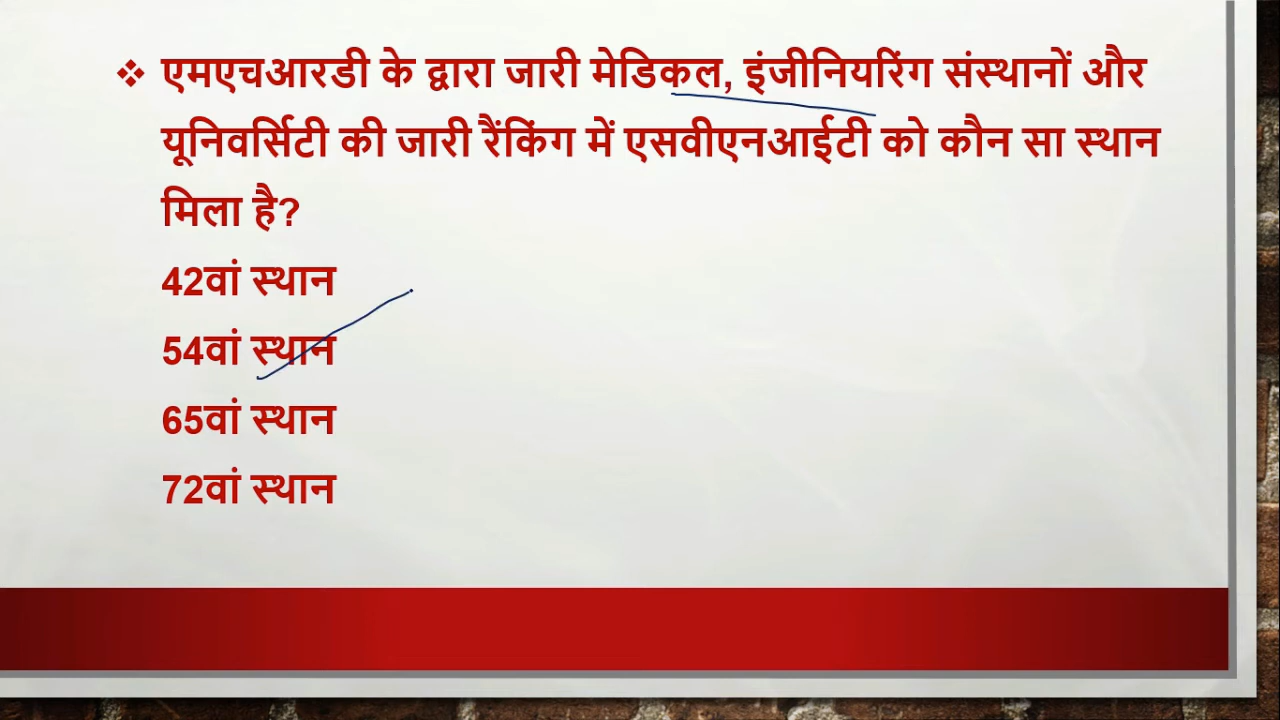 ❖ एमएचआरडी के द्वारा जारी मेडिकल, इंजीनियरिंग संस्थानों और
यूनिवर्सिटी की जारी रैंकिंग में एसवीएनआईटी को कौन सा स्थान
मिला है?
42वां स्थान
54वां स्थान
65वां स्थान
72वां स्थान